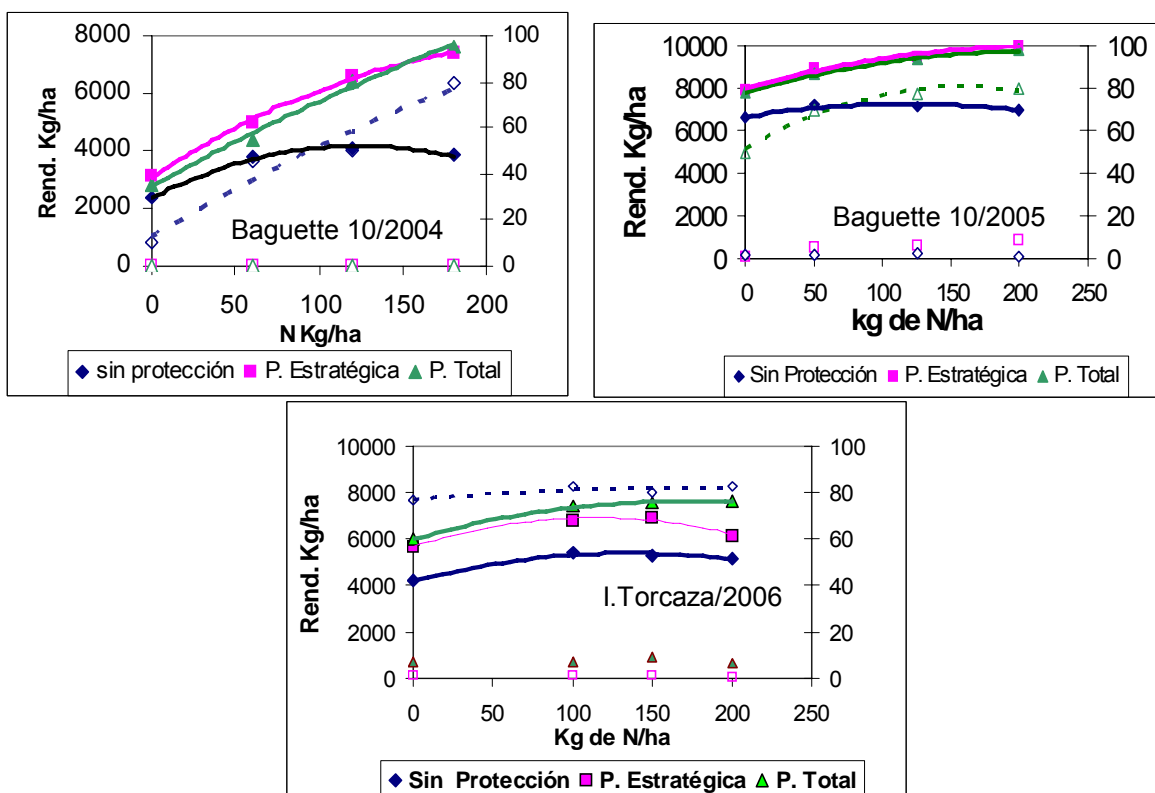 8000
6000
4000
2000
0
Rend. Kg/ha
100
80
60
40
20
0
Baguette 10/2004
0 50 100 150 200
N Kg/ha
sin protección P. Estratégica P. Total
10000
8000
6000
4000
2000
0
Rend. Kg/ha
100
80
60
40
20
0
Baguette 10/2005
0 50 100 150 200 250
kg de N/ha
Sin Protección P. Estratégica P. Total
10000
8000
6000
4000
2000
0
Rend. Kg/ha
100
80
60
40
20
0
I.Torcaza/2006
0 50 100 150 200 250
Kg de N/ha
Sin Protección P. Estratégica P. Total